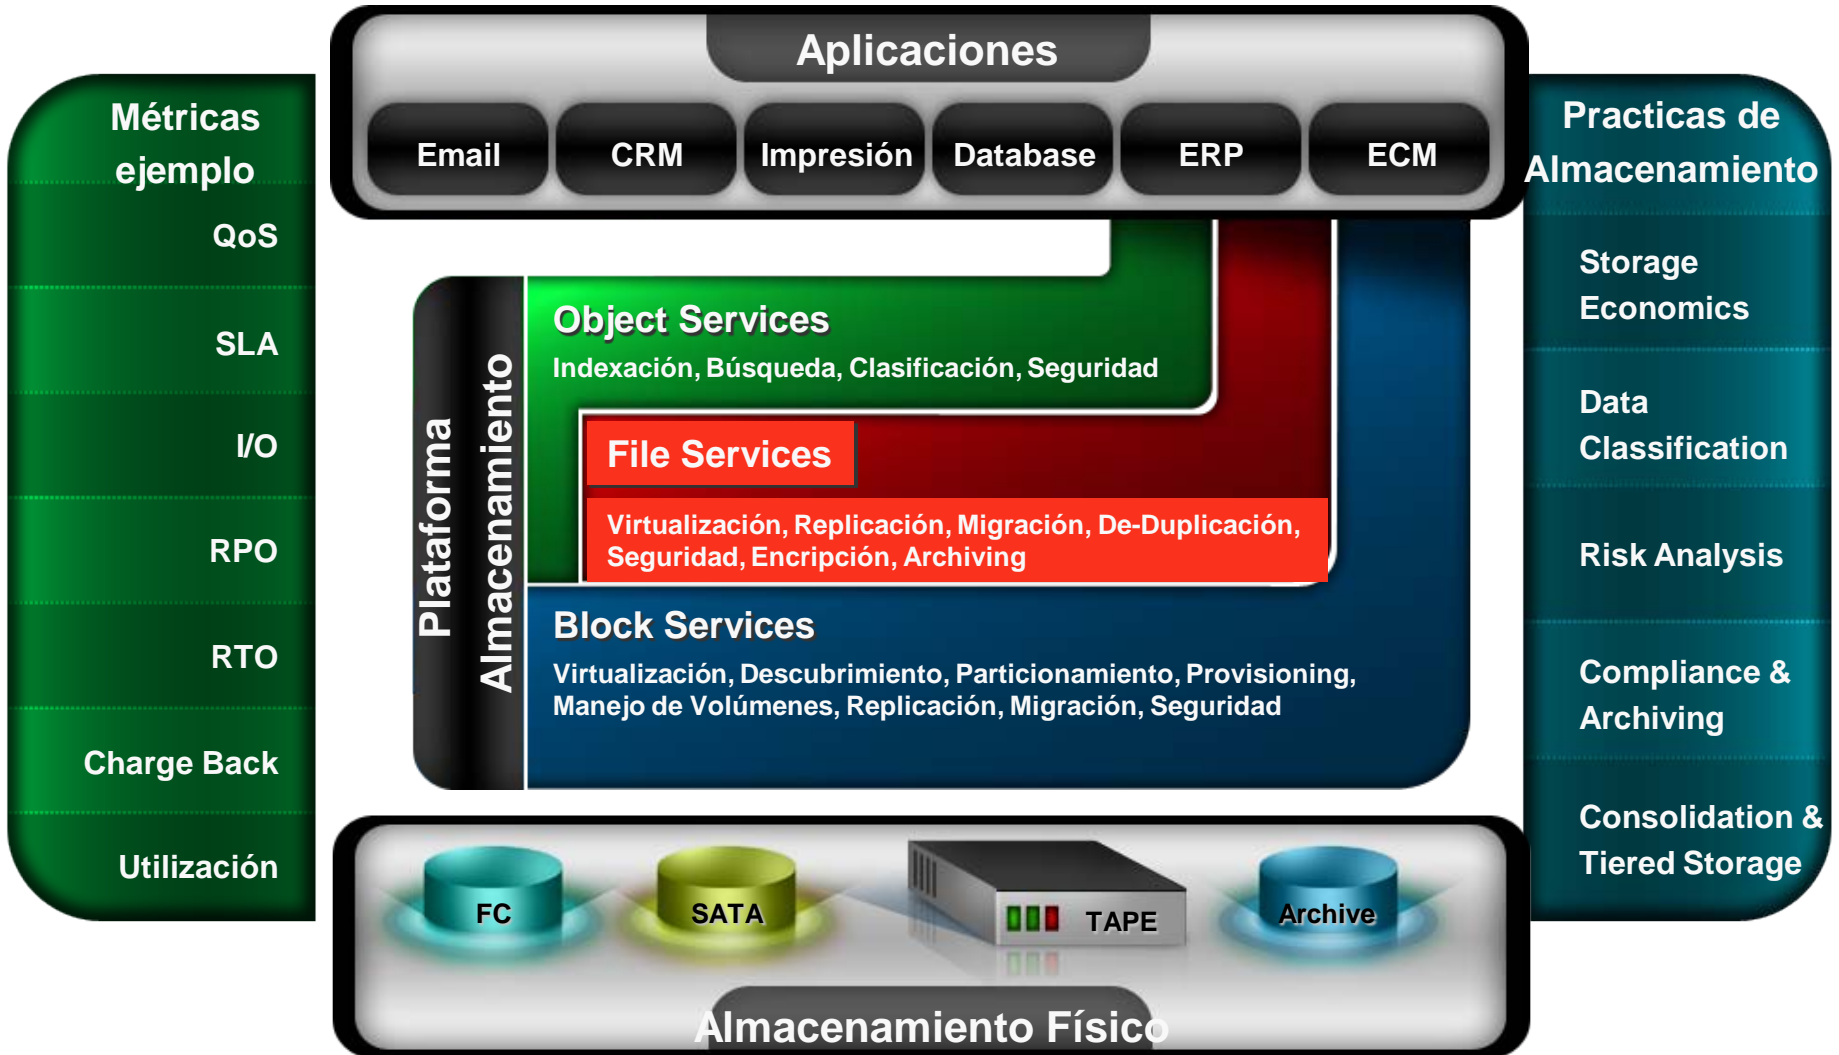 Aplicaciones
Email
CRM
Impresión
Database
ERP
ECM
Métricas
ejemplo
QoS
SLA
I/O
RPO
RTO
Charge Back
Utilización
Plataforma
Almacenamiento
Object Services
Indexación, Búsqueda, Clasificación, Seguridad
File Services
Virtualización, Replicación, Migración, De-Duplicación,
Seguridad, Encripción, Archiving
Block Services
Virtualización, Descubrimiento, Particionamiento, Provisioning,
Manejo de Volúmenes, Replicación, Migración, Seguridad
Practicas de
Almacenamiento
Storage
Economics
Data
Classification
Risk Analysis
Compliance &
Archiving
Consolidation &
Tiered Storage
FC
SATA
TAPE
Archive
Almacenamiento Físico